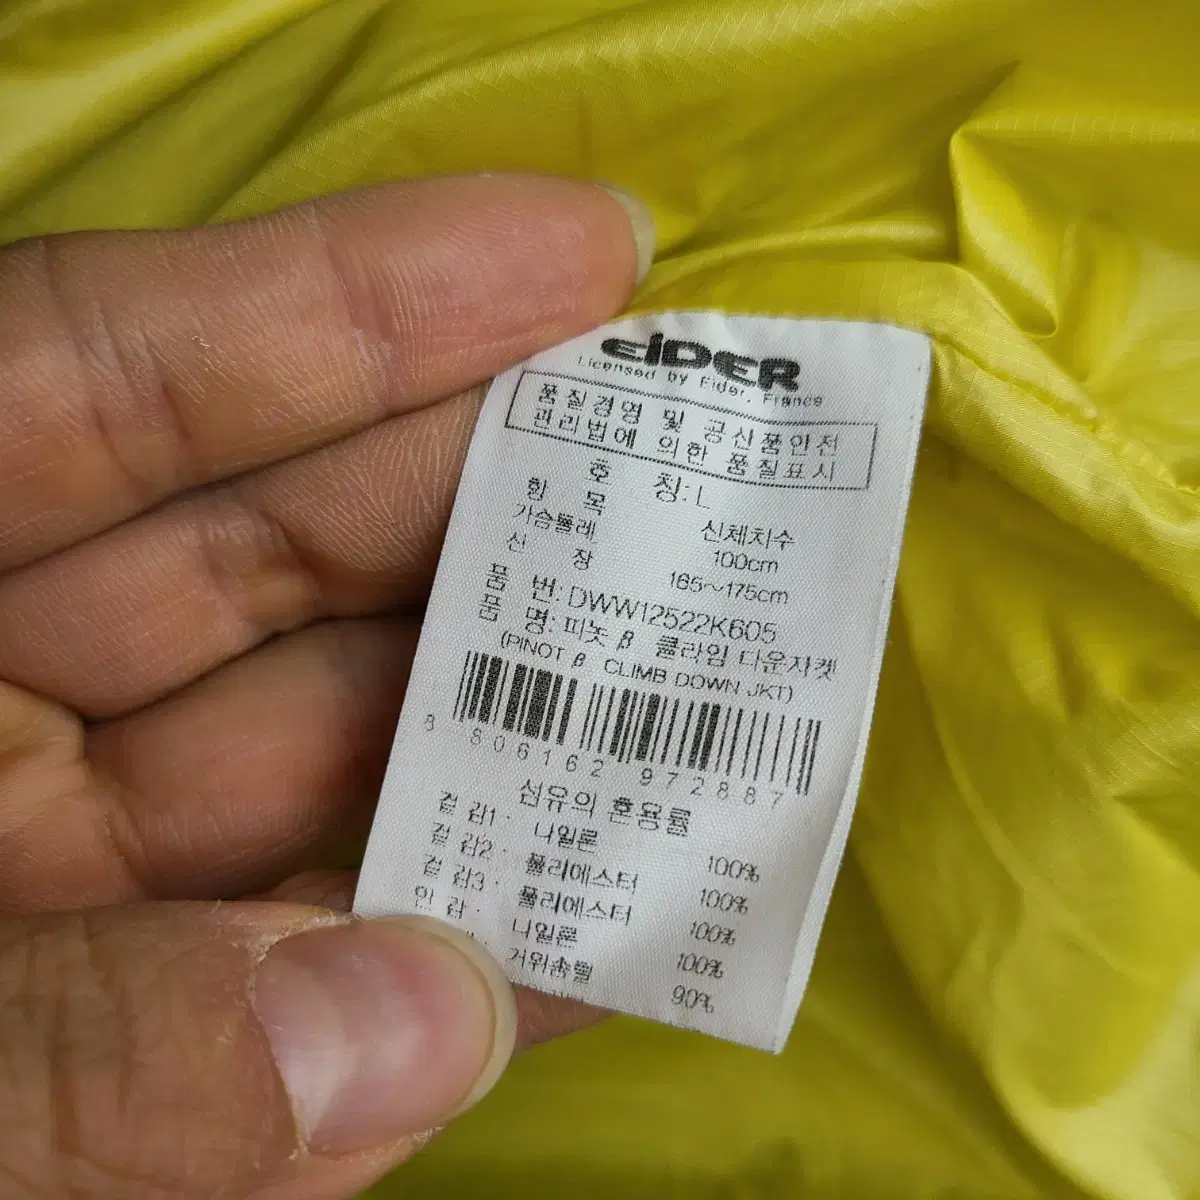 EiDER
Licensed by Eider, France
품질경영 및 공산품안전
관리법에 의한 품질표시
호 칭: L
항 목 신체치수
가슴둘레 100cm
신 장 165~175cm
품 번: DWW12522K605
품 명: 피놋 β 클라임 다운자켓
(PINOT β CLIMB DOWN JKT)
8 806162 972887
섬유의 혼용률
겉 감1 : 나일론 100%
겉 감2 : 폴리에스터 100%
겉 감3 : 폴리에스터 100%
안 감 : 나일론 100%
거위솜털 90%